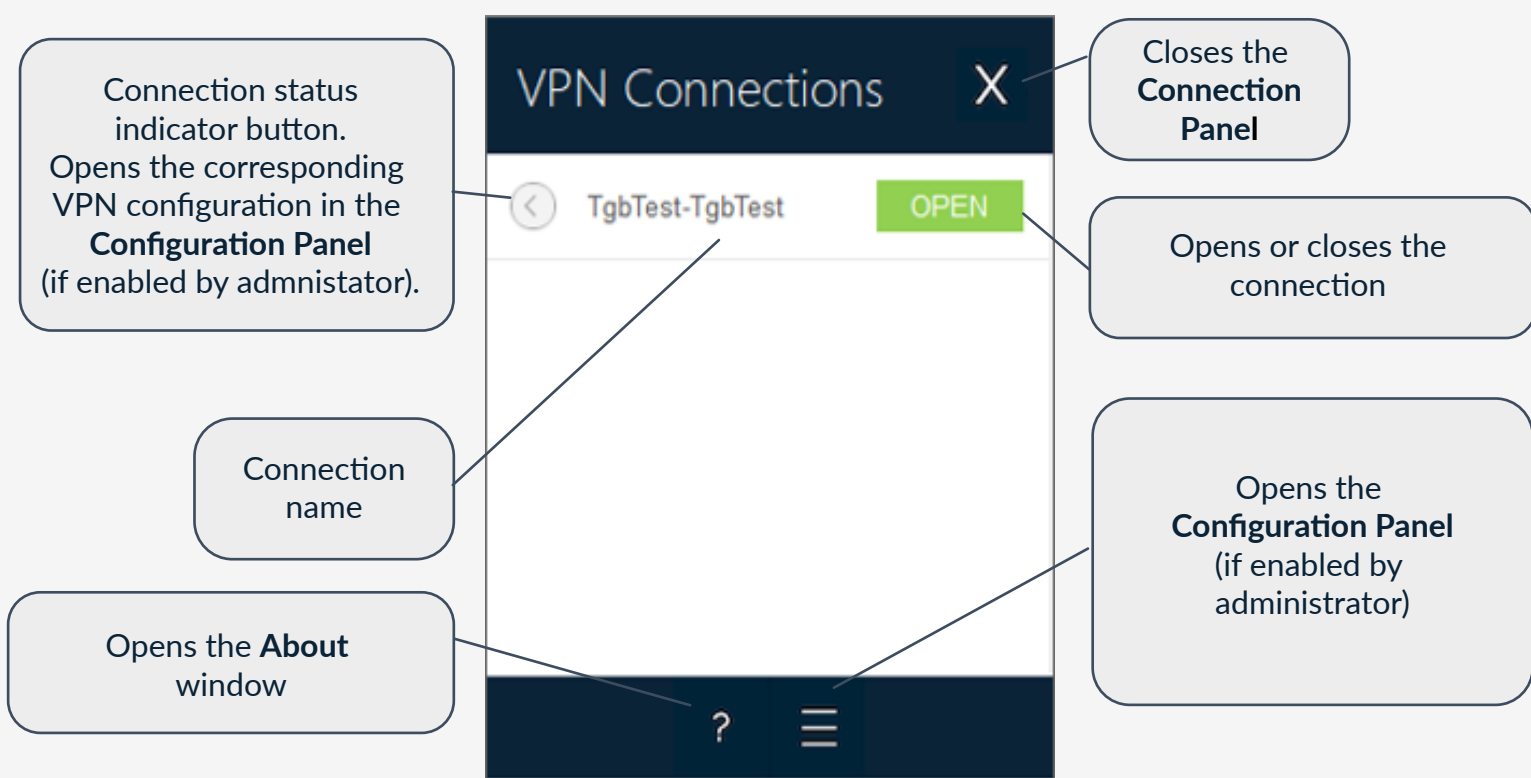 Connection status
indicator button.
Opens the corresponding
VPN configuration in the
Configuration Panel
(if enabled by admnistator).
VPN Connections
X
Closes the
Connection
Panel
TgbTest-TgbTest
OPEN
Opens or closes the
connection
Connection
name
Opens the
Configuration Panel
(if enabled by
administrator)
Opens the About
window
?